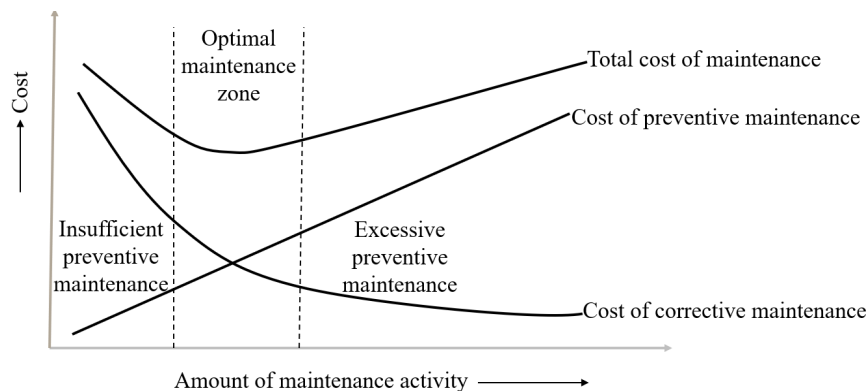 Optimal
maintenance
zone
Total cost of maintenance
Cost
Cost of preventive maintenance
Insufficient
preventive
maintenance
Excessive
preventive
maintenance
Cost of corrective maintenance
Amount of maintenance activity